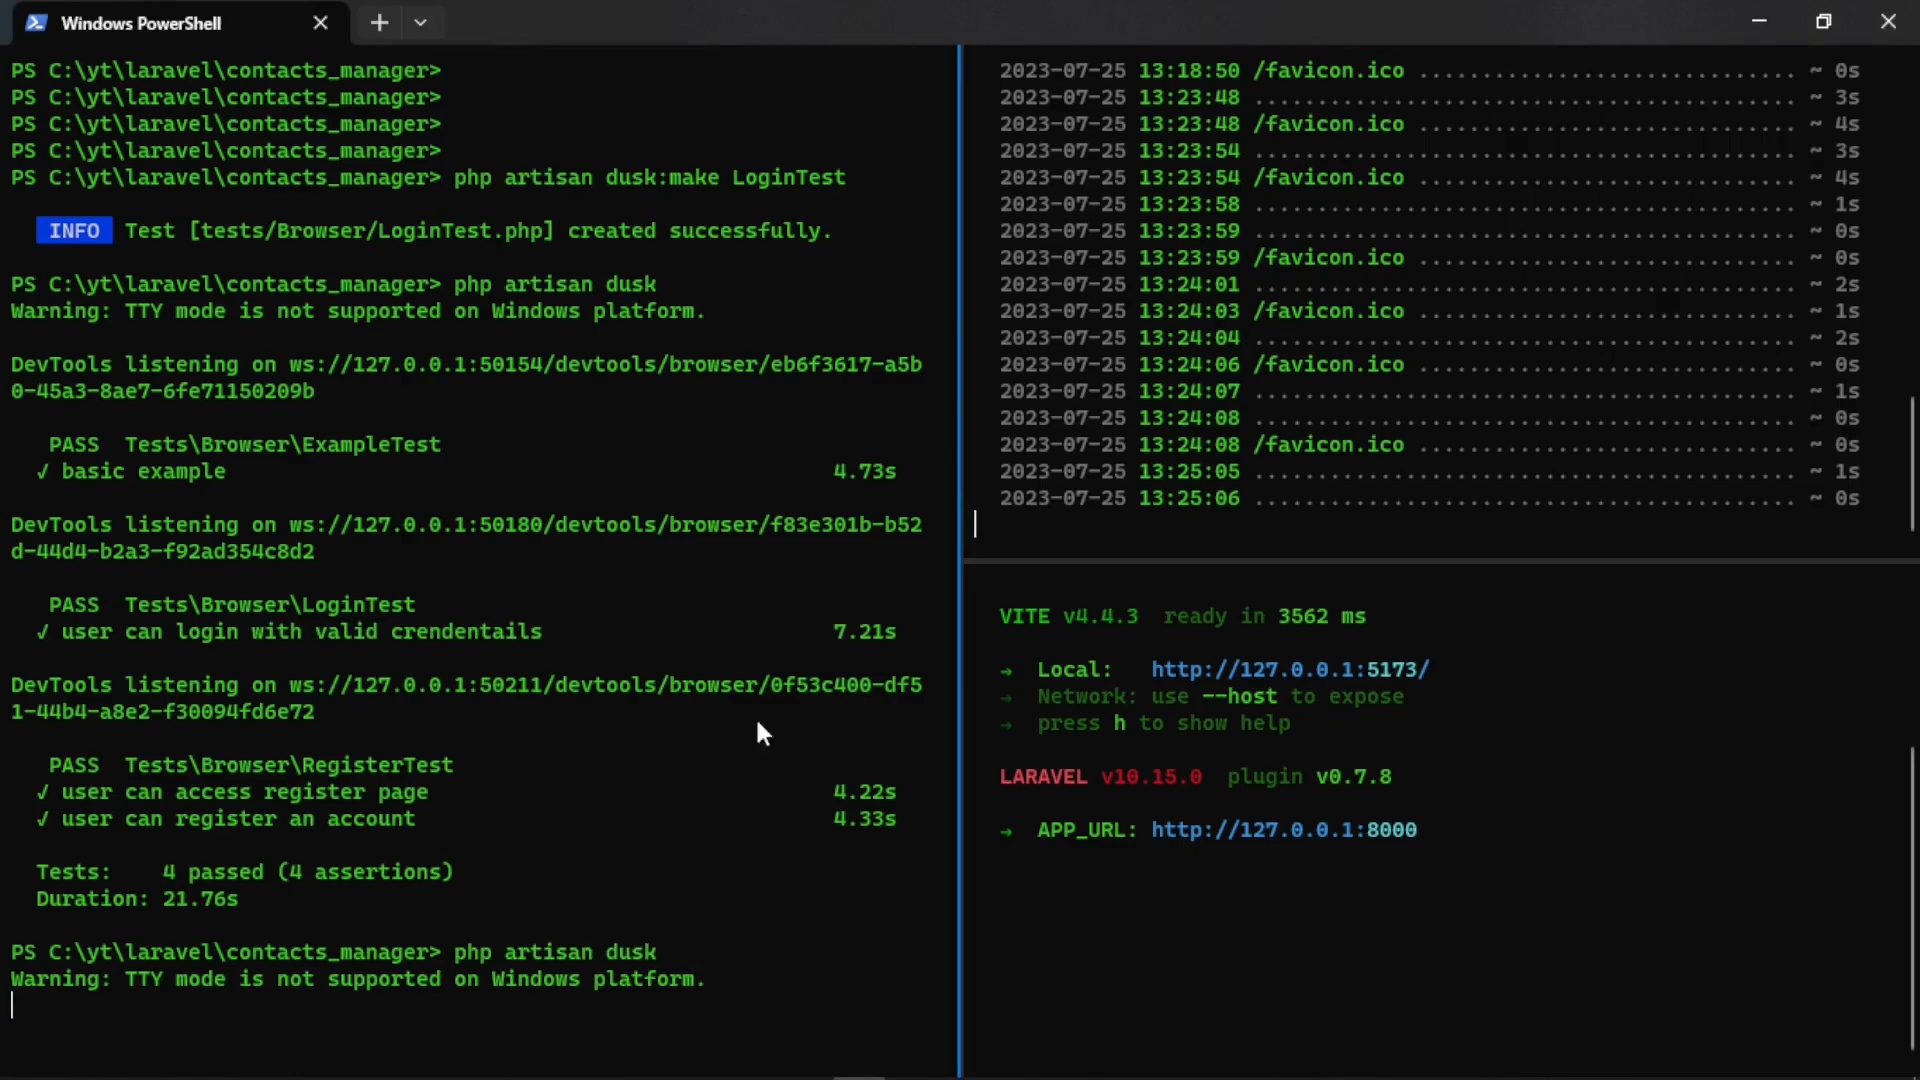 Windows PowerShell
PS C:\yt\laravel\contacts_manager>
PS C:\yt\laravel\contacts_manager>
PS C:\yt\laravel\contacts_manager>
PS C:\yt\laravel\contacts_manager>
PS C:\yt\laravel\contacts_manager> php artisan dusk:make LoginTest
INFO Test [tests/Browser/LoginTest.php] created successfully.
PS C:\yt\laravel\contacts_manager> php artisan dusk
Warning: TTY mode is not supported on Windows platform.
DevTools listening on ws://127.0.0.1:50154/devtools/browser/eb6f3617-a5b
0-45a3-8ae7-6fe71150209b
PASS Tests\Browser\ExampleTest
√ basic example 4.73s
DevTools listening on ws://127.0.0.1:50180/devtools/browser/f83e301b-b52
d-44d4-b2a3-f92ad354c8d2
PASS Tests\Browser\LoginTest
√ user can login with valid crendentails 7.21s
DevTools listening on ws://127.0.0.1:50211/devtools/browser/0f53c400-df5
1-44b4-a8e2-f30094fd6e72
PASS Tests\Browser\RegisterTest
√ user can access register page 4.22s
√ user can register an account 4.33s
Tests: 4 passed (4 assertions)
Duration: 21.76s
PS C:\yt\laravel\contacts_manager> php artisan dusk
Warning: TTY mode is not supported on Windows platform.
2023-07-25 13:18:50 /favicon.ico ........................................ ~ 0s
2023-07-25 13:23:48 ........................................ ~ 3s
2023-07-25 13:23:48 /favicon.ico ........................................ ~ 4s
2023-07-25 13:23:54 ........................................ ~ 3s
2023-07-25 13:23:54 /favicon.ico ........................................ ~ 4s
2023-07-25 13:23:58 ........................................ ~ 1s
2023-07-25 13:23:59 ........................................ ~ 0s
2023-07-25 13:23:59 /favicon.ico ........................................ ~ 0s
2023-07-25 13:24:01 ........................................ ~ 2s
2023-07-25 13:24:03 /favicon.ico ........................................ ~ 1s
2023-07-25 13:24:04 ........................................ ~ 2s
2023-07-25 13:24:06 /favicon.ico ........................................ ~ 0s
2023-07-25 13:24:07 ........................................ ~ 1s
2023-07-25 13:24:08 ........................................ ~ 0s
2023-07-25 13:24:08 /favicon.ico ........................................ ~ 0s
2023-07-25 13:25:05 ........................................ ~ 1s
2023-07-25 13:25:06 ........................................ ~ 0s
VITE v4.4.3 ready in 3562 ms
→ Local: http://127.0.0.1:5173/
→ Network: use --host to expose
→ press h to show help
LARAVEL v10.15.0 plugin v0.7.8
→ APP_URL: http://127.0.0.1:8000